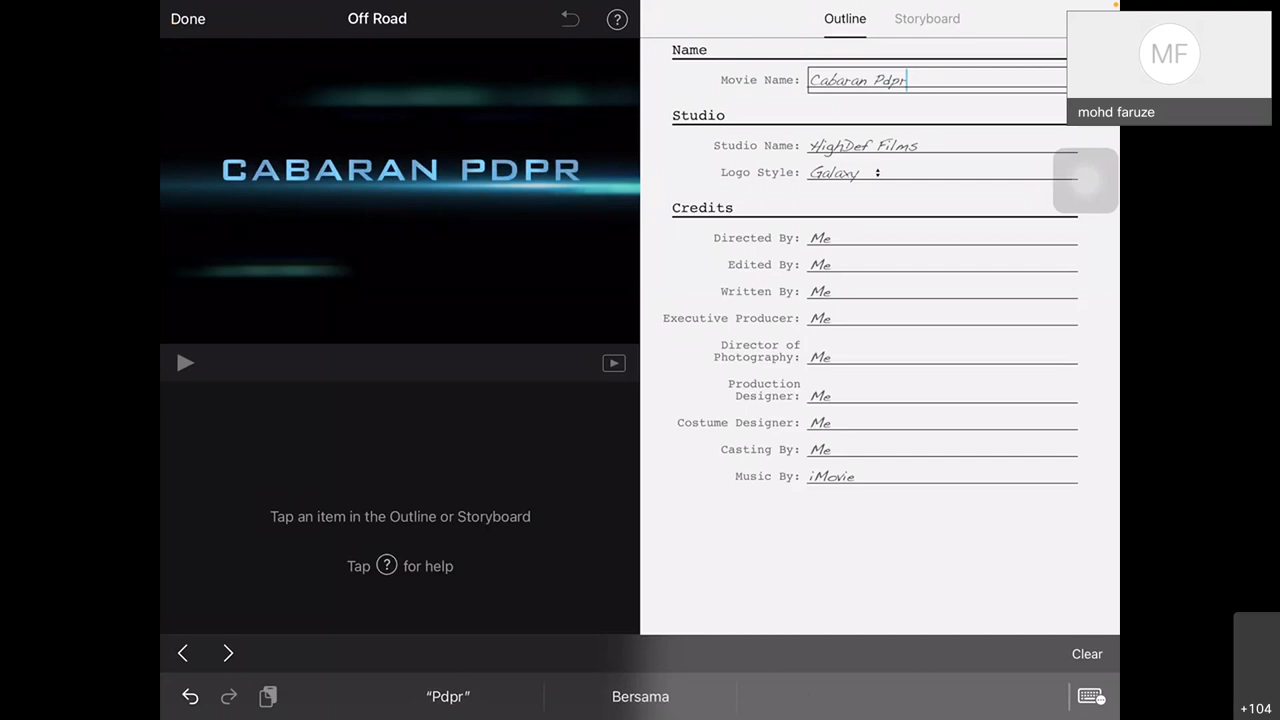 Done
Off Road
?
Outline
Storyboard
MF
mohd faruze
CABARAN PDPR
Name
Movie Name: Cabaran Pdpr
Studio
Studio Name: HighDef Films
Logo Style: Galaxy
Credits
Directed By: Me
Edited By: Me
Written By: Me
Executive Producer: Me
Director of
Photography: Me
Production
Designer: Me
Costume Designer: Me
Casting By: Me
Music By: iMovie
Tap an item in the Outline or Storyboard
Tap ? for help
Clear
“Pdpr”
Bersama
+104